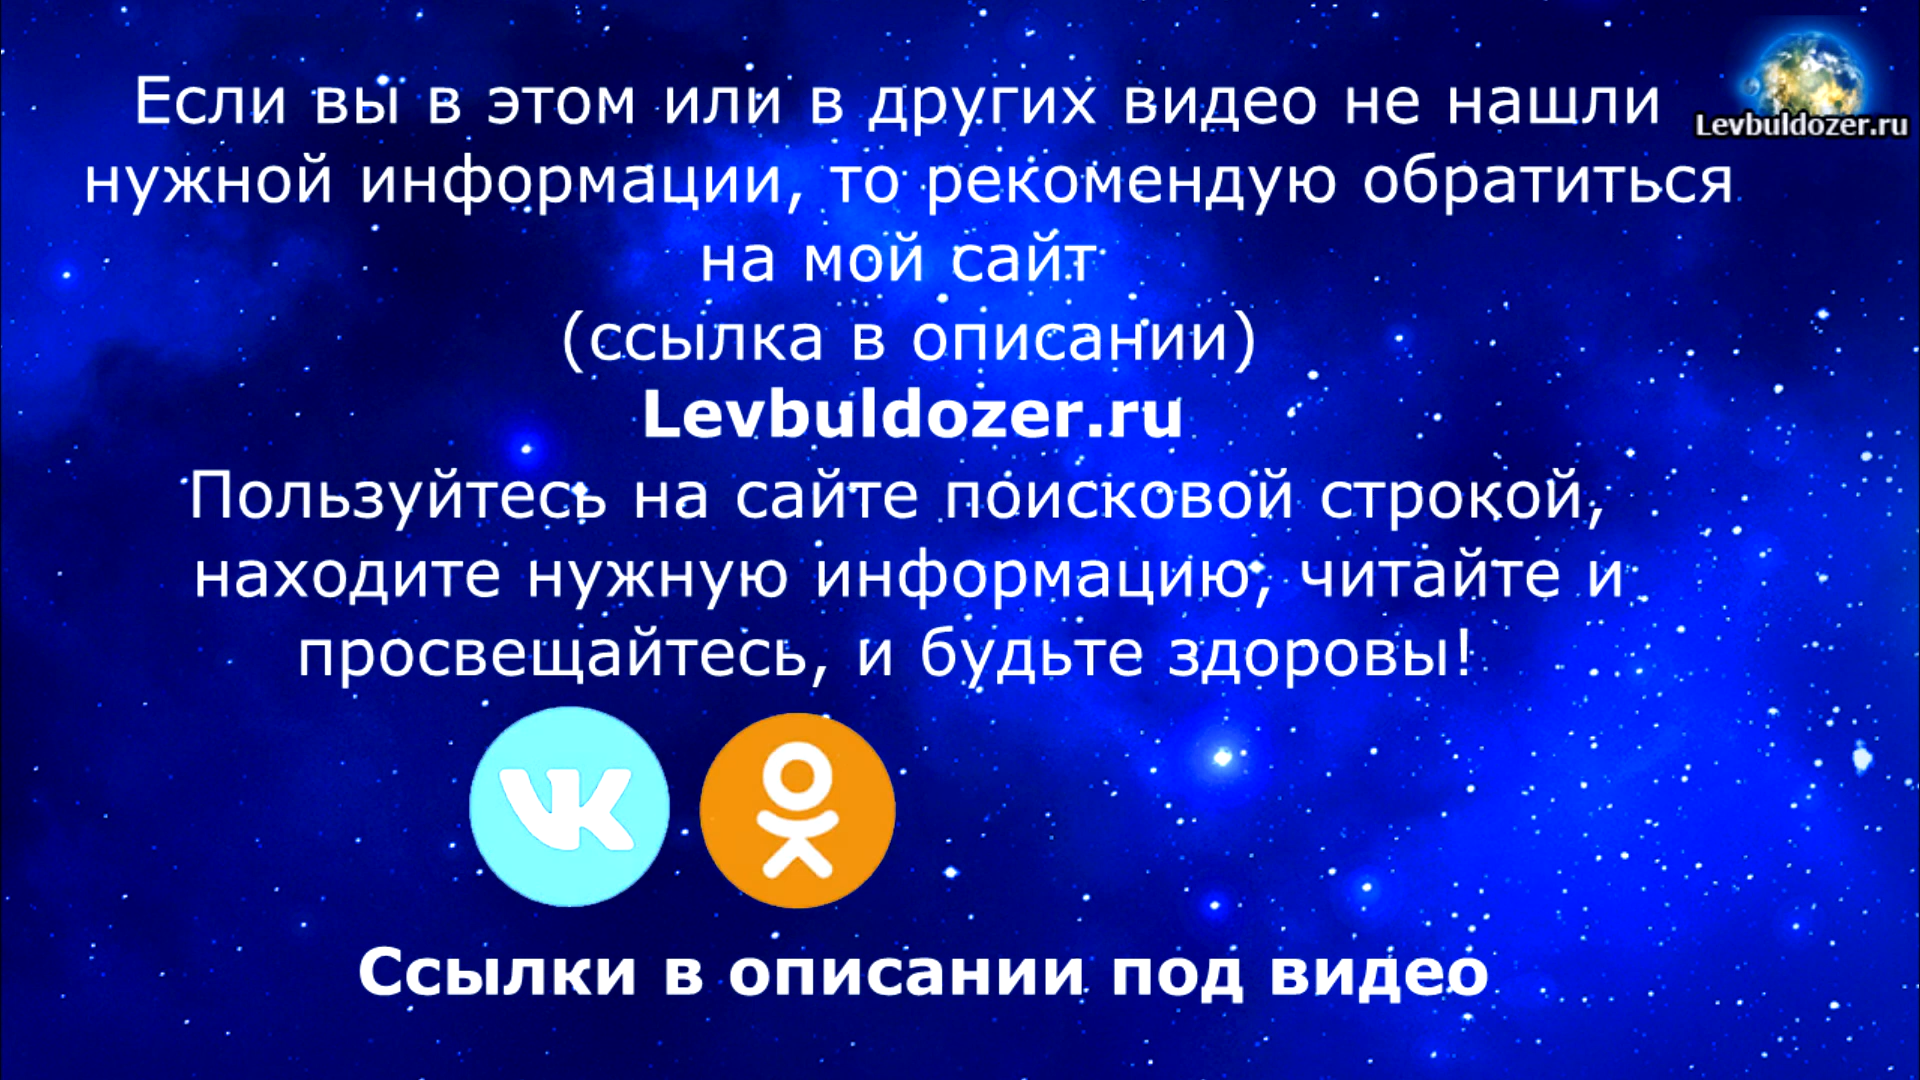 Если вы в этом или в других видео не нашли
нужной информации, то рекомендую обратиться
на мой сайт
(ссылка в описании)
Levbuldozer.ru
Пользуйтесь на сайте поисковой строкой,
находите нужную информацию, читайте и
просвещайтесь, и будьте здоровы!
Ссылки в описании под видео
Levbuldozer.ru